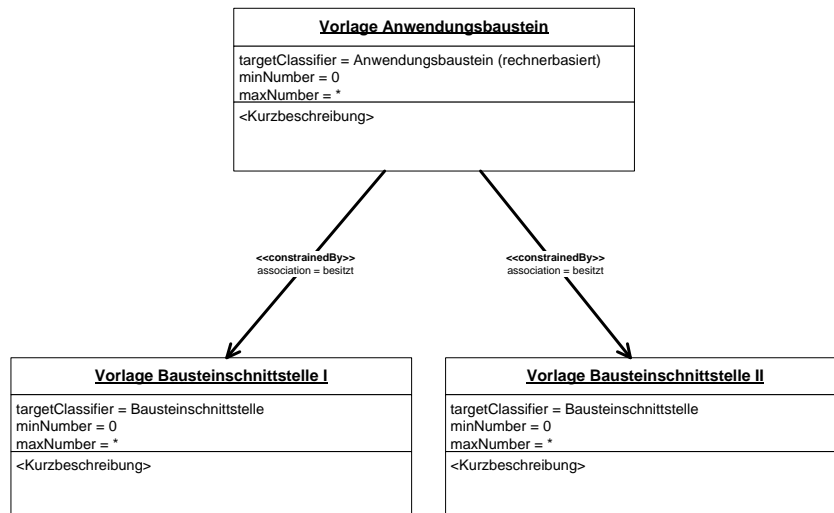 Vorlage Anwendungsbaustein
targetClassifier = Anwendungsbaustein (rechnerbasiert)
minNumber = 0
maxNumber = *
<Kurzbeschreibung>
<<constrainedBy>>
association = besitzt
<<constrainedBy>>
association = besitzt
Vorlage Bausteinschnittstelle I
targetClassifier = Bausteinschnittstelle
minNumber = 0
maxNumber = *
<Kurzbeschreibung>
Vorlage Bausteinschnittstelle II
targetClassifier = Bausteinschnittstelle
minNumber = 0
maxNumber = *
<Kurzbeschreibung>